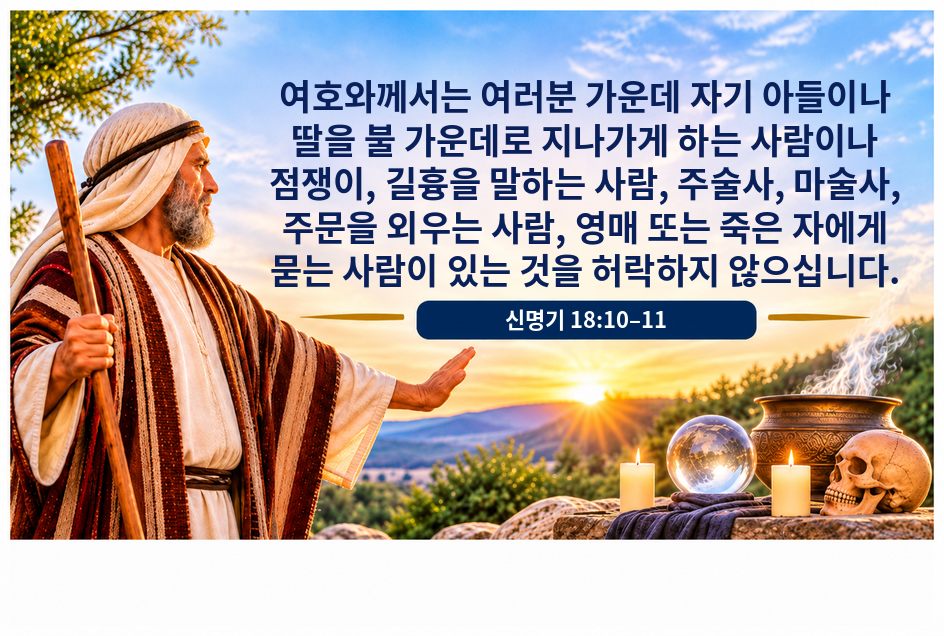 여호와께서는 여러분 가운데 자기 아들이나
딸을 불 가운데로 지나가게 하는 사람이나
점쟁이, 길흉을 말하는 사람, 주술사, 마술사,
주문을 외우는 사람, 영매 또는 죽은 자에게
묻는 사람이 있는 것을 허락하지 않으십니다.
신명기 18:10–11